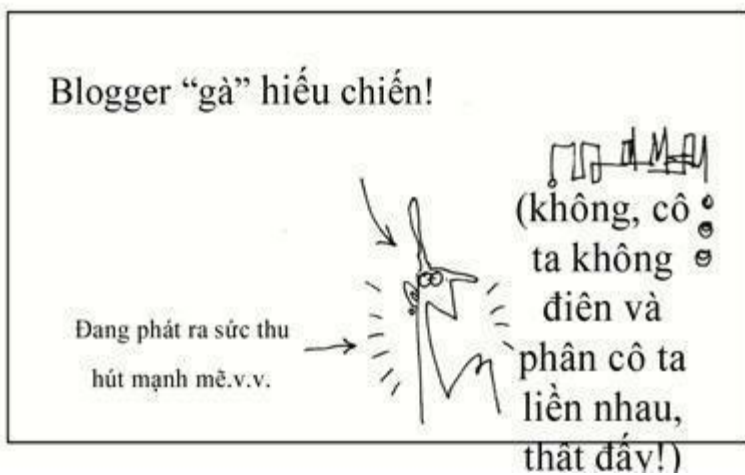 Blogger “gà” hiếu chiến!
(không, cô
ta không
điên và
phân cô ta
liền nhau,
thật đấy!)
Đang phát ra sức thu
hút mạnh mẽ.v.v.